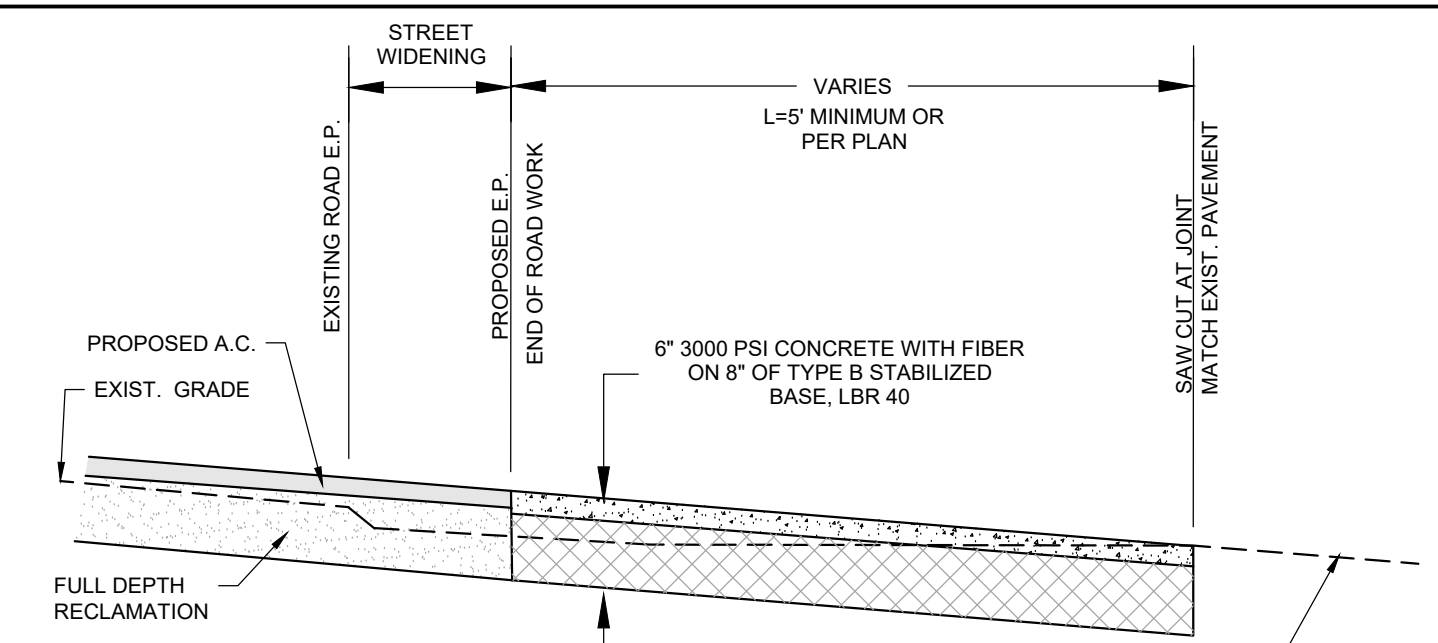 STREET
WIDENING
VARIES
L=5' MINIMUM OR
PER PLAN
EXISTING ROAD E.P.
PROPOSED E.P.
END OF ROAD WORK
SAW CUT AT JOINT
MATCH EXIST. PAVEMENT
PROPOSED A.C.
EXIST. GRADE
6" 3000 PSI CONCRETE WITH FIBER
ON 8" OF TYPE B STABILIZED
BASE, LBR 40
FULL DEPTH
RECLAMATION